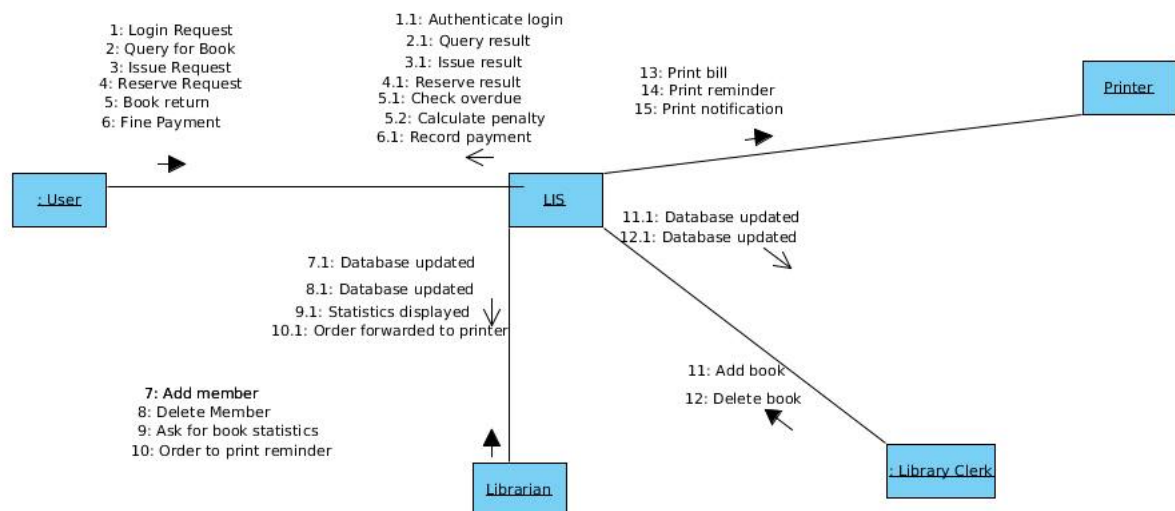 1: Login Request
2: Query for Book
3: Issue Request
4: Reserve Request
5: Book return
6: Fine Payment
1.1: Authenticate login
2.1: Query result
3.1: Issue result
4.1: Reserve result
5.1: Check overdue
5.2: Calculate penalty
6.1: Record payment
13: Print bill
14: Print reminder
15: Print notification
Printer
: User
LIS
11.1: Database updated
12.1: Database updated
7.1: Database updated
8.1: Database updated
9.1: Statistics displayed
10.1: Order forwarded to printer
11: Add book
12: Delete book
7: Add member
8: Delete Member
9: Ask for book statistics
10: Order to print reminder
Librarian
: Library Clerk